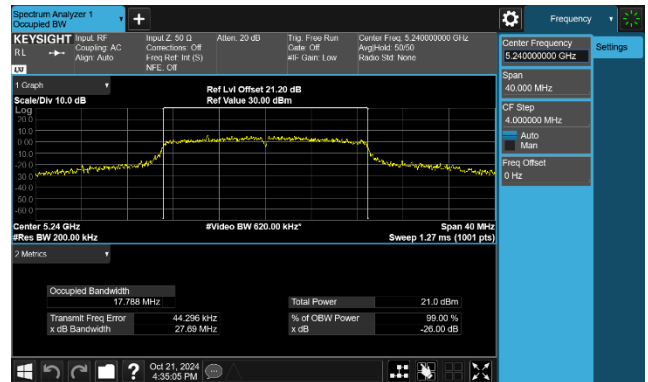 Spectrum Analyzer 1
Occupied BW
+
Frequency
KEYSIGHT
RL
LXI
Input: RF
Coupling: AC
Align: Auto
Input Z: 50 Ω
Corrections: Off
Freq Ref: Int (S)
NFE: Off
Atten: 20 dB
Trig: Free Run
Gate: Off
#IF Gain: Low
Center Freq: 5.240000000 GHz
Avg|Hold: 50/50
Radio Std: None
Center Frequency
5.240000000 GHz
Settings
Span
40.000 MHz
CF Step
4.000000 MHz
Auto
Man
Freq Offset
0 Hz
1 Graph
Scale/Div 10.0 dB
Ref Lvl Offset 21.20 dB
Ref Value 30.00 dBm
Log
20.0
10.0
0.00
-10.0
-20.0
-30.0
-40.0
-50.0
-60.0
Center 5.24 GHz
#Res BW 200.00 kHz
#Video BW 620.00 kHz*
Span 40 MHz
Sweep 1.27 ms (1001 pts)
2 Metrics
Occupied Bandwidth
17.788 MHz
Total Power 21.0 dBm
Transmit Freq Error 44.296 kHz
% of OBW Power 99.00 %
x dB Bandwidth 27.69 MHz
x dB -26.00 dB
?
Oct 21, 2024
4:35:05 PM